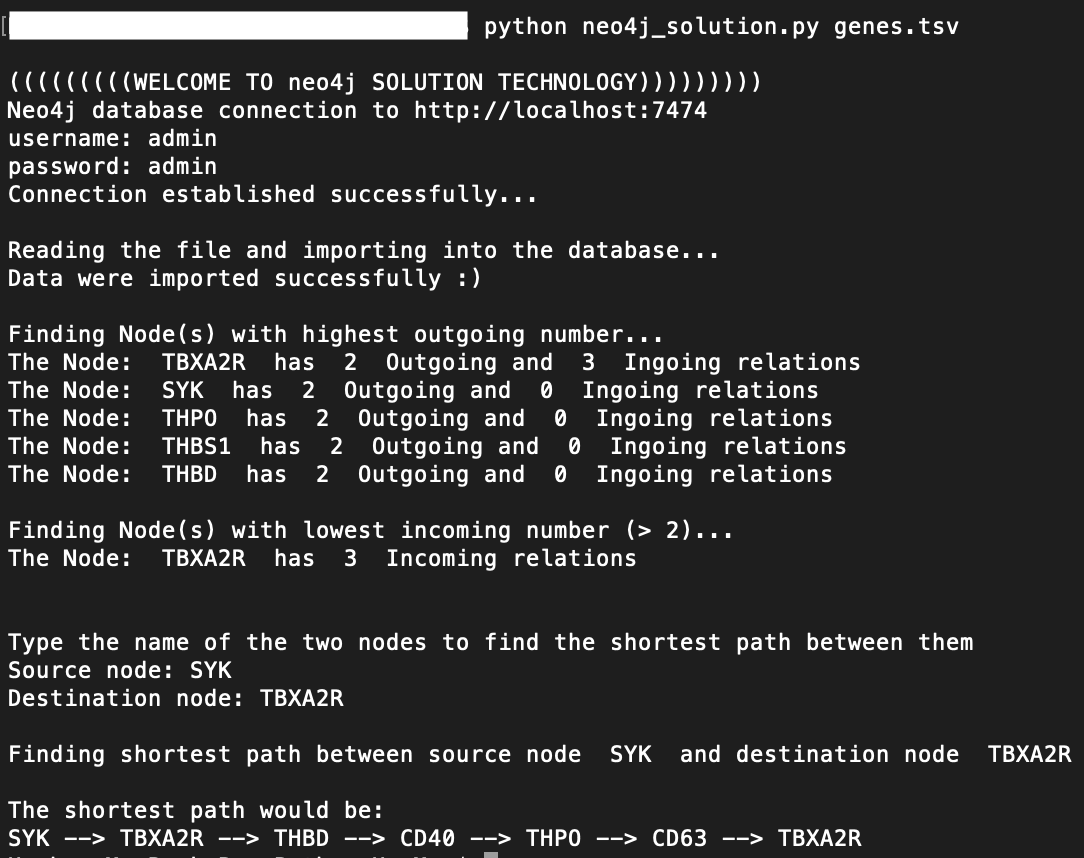 [ python neo4j_solution.py genes.tsv
(((((((((WELCOME TO neo4j SOLUTION TECHNOLOGY)))))))))
Neo4j database connection to http://localhost:7474
username: admin
password: admin
Connection established successfully...
Reading the file and importing into the database...
Data were imported successfully :)
Finding Node(s) with highest outgoing number...
The Node:  TBXA2R  has  2  Outgoing and  3  Ingoing relations
The Node:  SYK  has  2  Outgoing and  0  Ingoing relations
The Node:  THPO  has  2  Outgoing and  0  Ingoing relations
The Node:  THBS1  has  2  Outgoing and  0  Ingoing relations
The Node:  THBD  has  2  Outgoing and  0  Ingoing relations
Finding Node(s) with lowest incoming number (> 2)...
The Node:  TBXA2R  has  3  Incoming relations
Type the name of the two nodes to find the shortest path between them
Source node: SYK
Destination node: TBXA2R
Finding shortest path between source node  SYK  and destination node  TBXA2R
The shortest path would be:
SYK --> TBXA2R --> THBD --> CD40 --> THPO --> CD63 --> TBXA2R